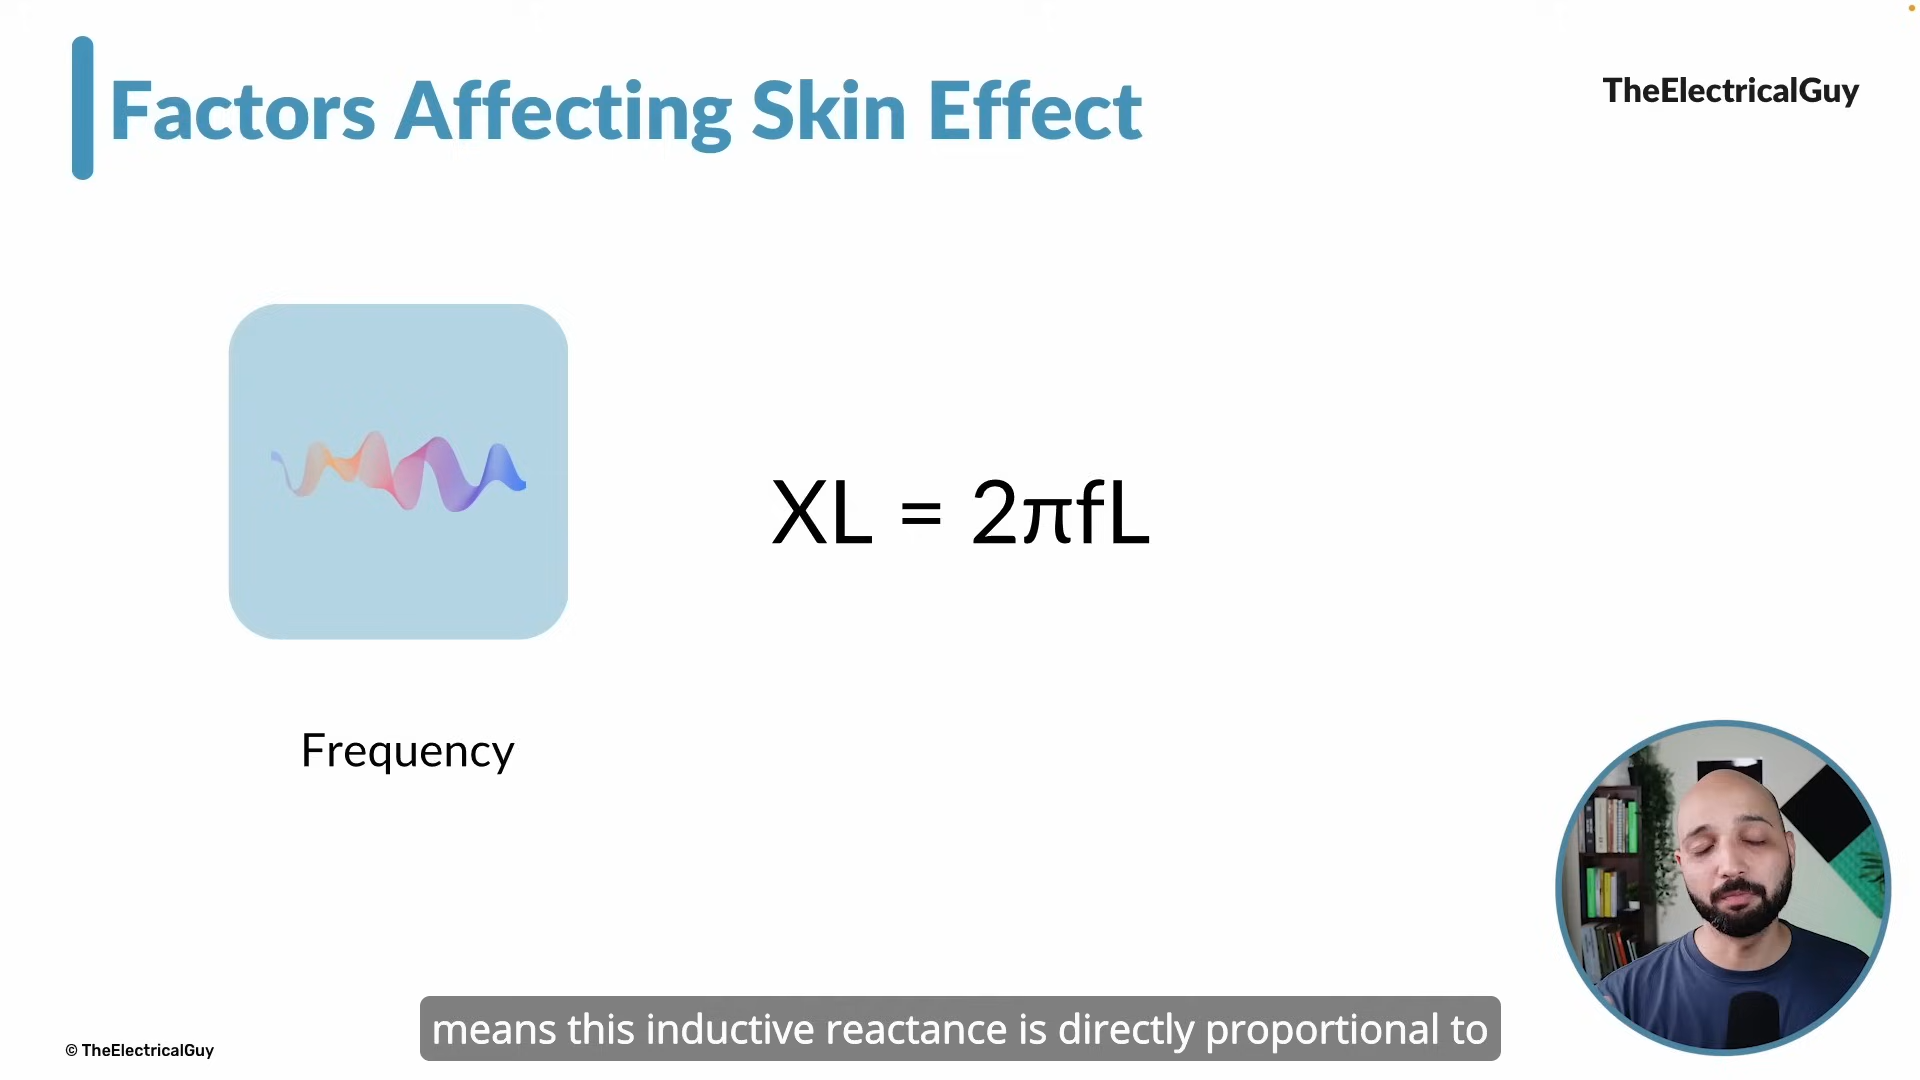 Factors Affecting Skin Effect
TheElectricalGuy
XL = 2πfL
Frequency
means this inductive reactance is directly proportional to
© TheElectricalGuy